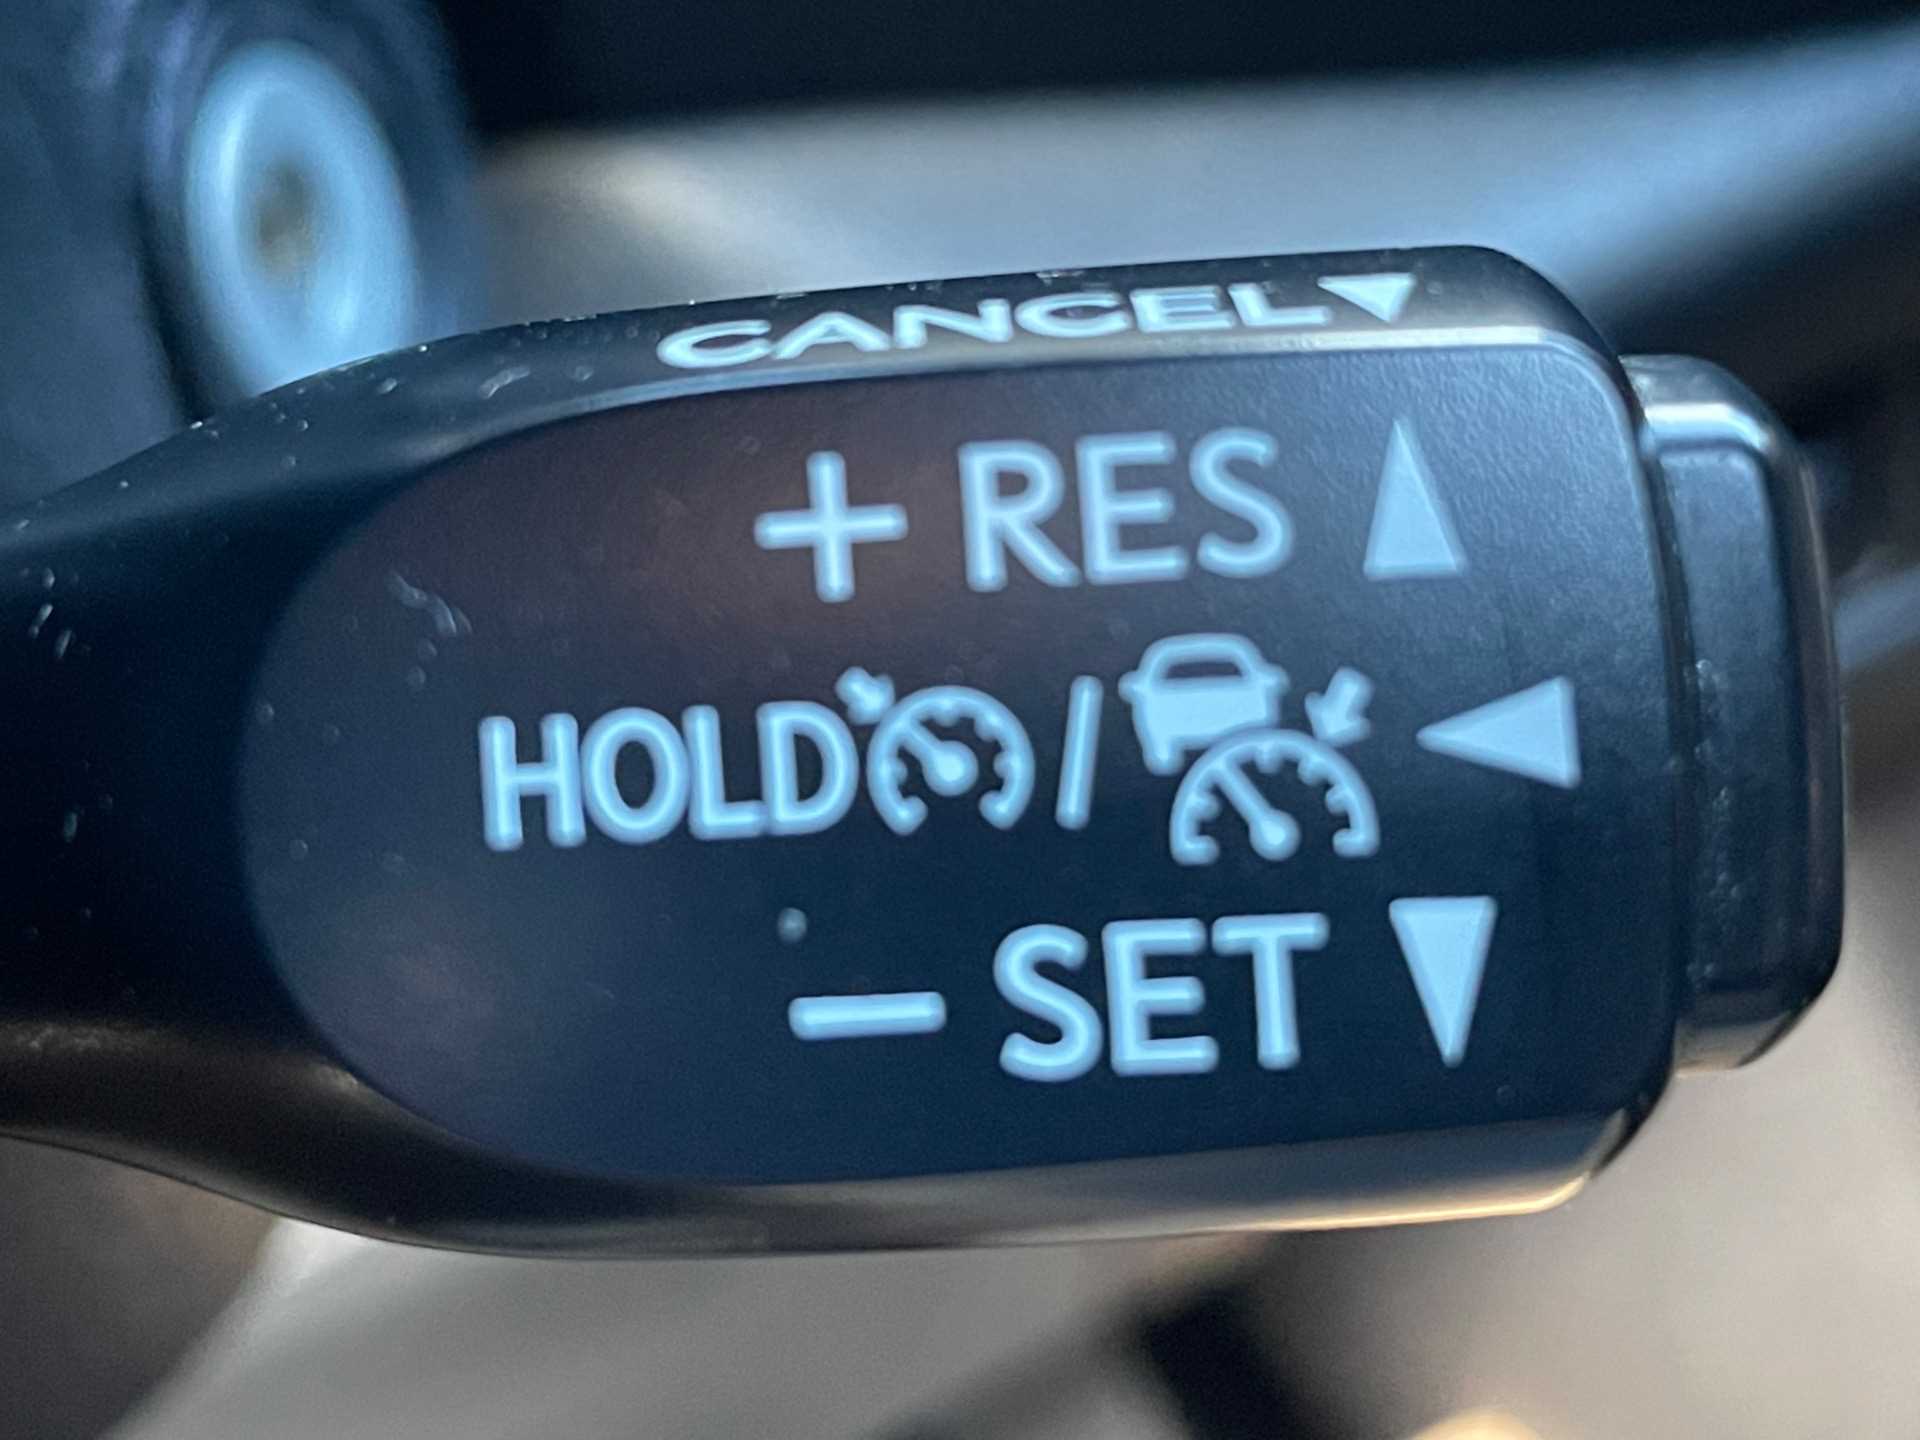 CANCEL▼
+ RES ▲
HOLD / ◀
− SET ▼